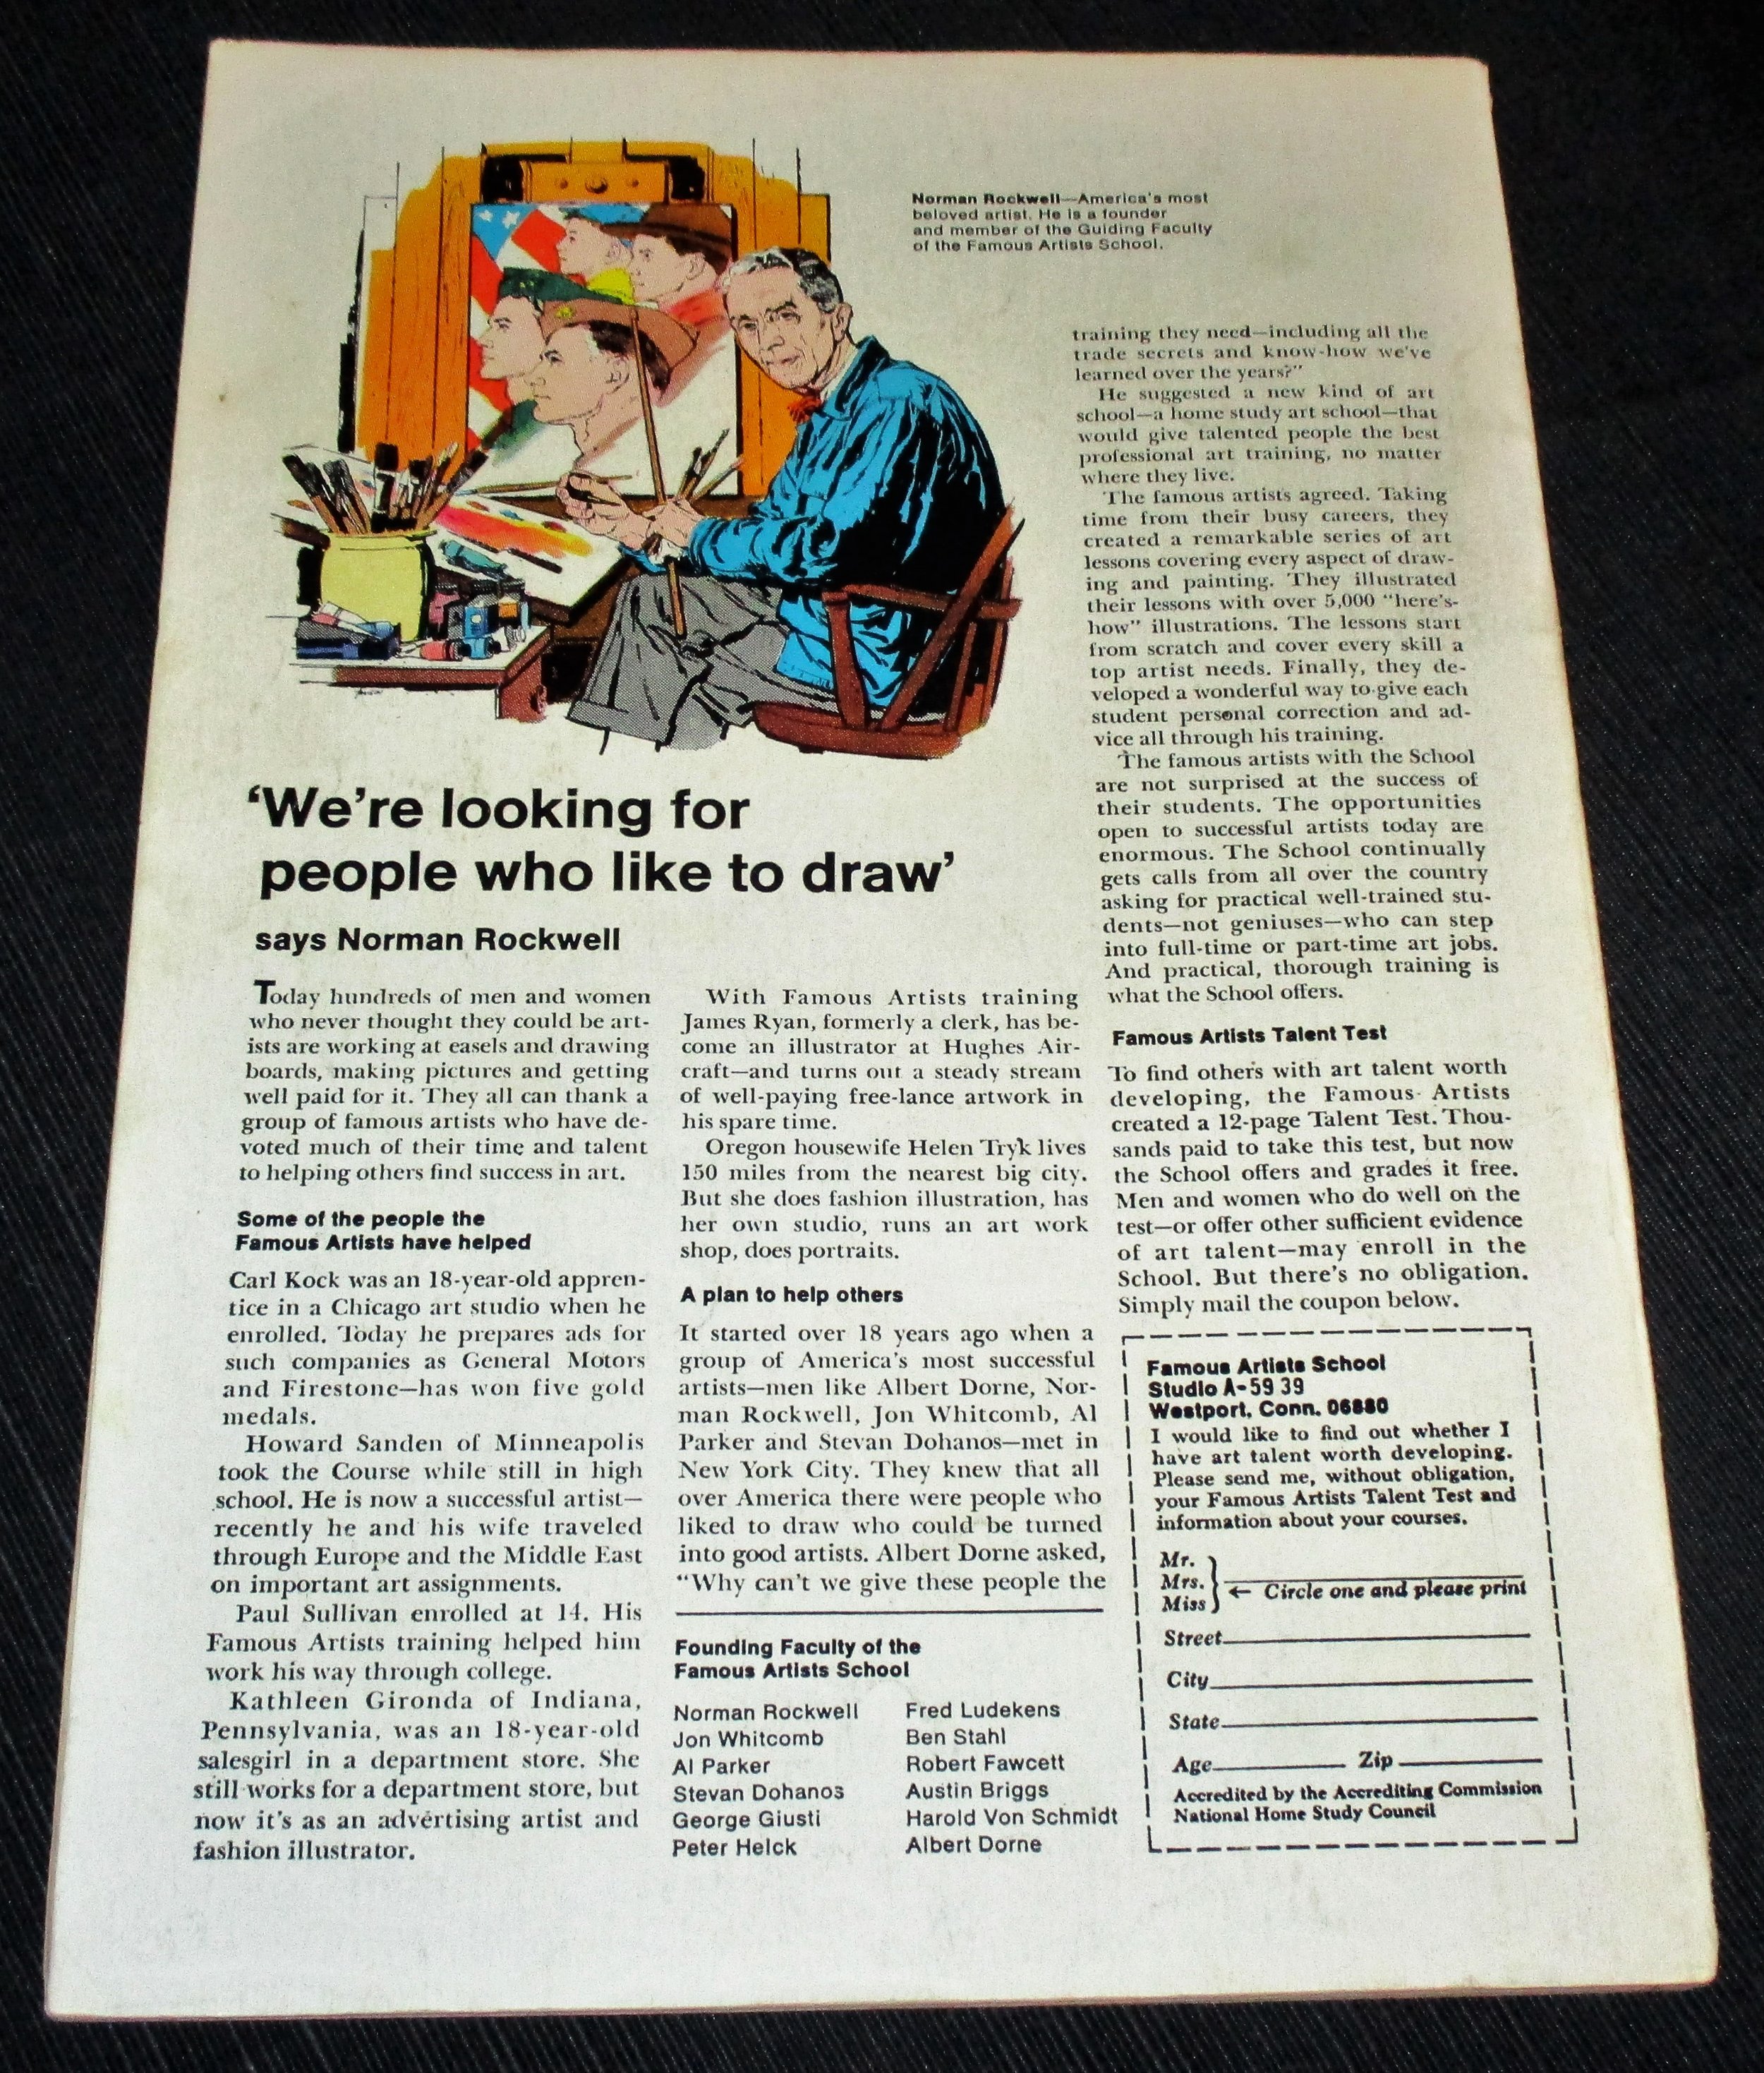 Norman Rockwell—America's most
beloved artist. He is a founder
and member of the Guiding Faculty
of the Famous Artists School.
'We're looking for
people who like to draw'
says Norman Rockwell
Today hundreds of men and women
who never thought they could be art-
ists are working at easels and drawing
boards, making pictures and getting
well paid for it. They all can thank a
group of famous artists who have de-
voted much of their time and talent
to helping others find success in art.
Some of the people the
Famous Artists have helped
Carl Kock was an 18-year-old appren-
tice in a Chicago art studio when he
enrolled. Today he prepares ads for
such companies as General Motors
and Firestone—has won five gold
medals.
Howard Sanden of Minneapolis
took the Course while still in high
school. He is now a successful artist—
recently he and his wife traveled
through Europe and the Middle East
on important art assignments.
Paul Sullivan enrolled at 14. His
Famous Artists training helped him
work his way through college.
Kathleen Gironda of Indiana,
Pennsylvania, was an 18-year-old
salesgirl in a department store. She
still works for a department store, but
now it's as an advertising artist and
fashion illustrator.
With Famous Artists training
James Ryan, formerly a clerk, has be-
come an illustrator at Hughes Air-
craft—and turns out a steady stream
of well-paying free-lance artwork in
his spare time.
Oregon housewife Helen Tryk lives
150 miles from the nearest big city.
But she does fashion illustration, has
her own studio, runs an art work
shop, does portraits.
A plan to help others
It started over 18 years ago when a
group of America's most successful
artists—men like Albert Dorne, Nor-
man Rockwell, Jon Whitcomb, Al
Parker and Stevan Dohanos—met in
New York City. They knew that all
over America there were people who
liked to draw who could be turned
into good artists. Albert Dorne asked,
"Why can't we give these people the
Founding Faculty of the
Famous Artists School
Norman Rockwell
Jon Whitcomb
Al Parker
Stevan Dohanos
George Giusti
Peter Helck
Fred Ludekens
Ben Stahl
Robert Fawcett
Austin Briggs
Harold Von Schmidt
Albert Dorne
training they need—including all the
trade secrets and know-how we've
learned over the years?"
He suggested a new kind of art
school—a home study art school—that
would give talented people the best
professional art training, no matter
where they live.
The famous artists agreed. Taking
time from their busy careers, they
created a remarkable series of art
lessons covering every aspect of draw-
ing and painting. They illustrated
their lessons with over 5,000 "here's-
how" illustrations. The lessons start
from scratch and cover every skill a
top artist needs. Finally, they de-
veloped a wonderful way to give each
student personal correction and ad-
vice all through his training.
The famous artists with the School
are not surprised at the success of
their students. The opportunities
open to successful artists today are
enormous. The School continually
gets calls from all over the country
asking for practical well-trained stu-
dents—not geniuses—who can step
into full-time or part-time art jobs.
And practical, thorough training is
what the School offers.
Famous Artists Talent Test
To find others with art talent worth
developing, the Famous Artists
created a 12-page Talent Test. Thou-
sands paid to take this test, but now
the School offers and grades it free.
Men and women who do well on the
test—or offer other sufficient evidence
of art talent—may enroll in the
School. But there's no obligation.
Simply mail the coupon below.
Famous Artists School
Studio A-59 39
Westport, Conn. 06880
I would like to find out whether I
have art talent worth developing.
Please send me, without obligation,
your Famous Artists Talent Test and
information about your courses.
Mr.
Mrs. ← Circle one and please print
Miss
Street
City
State
Age Zip
Accredited by the Accrediting Commission
National Home Study Council